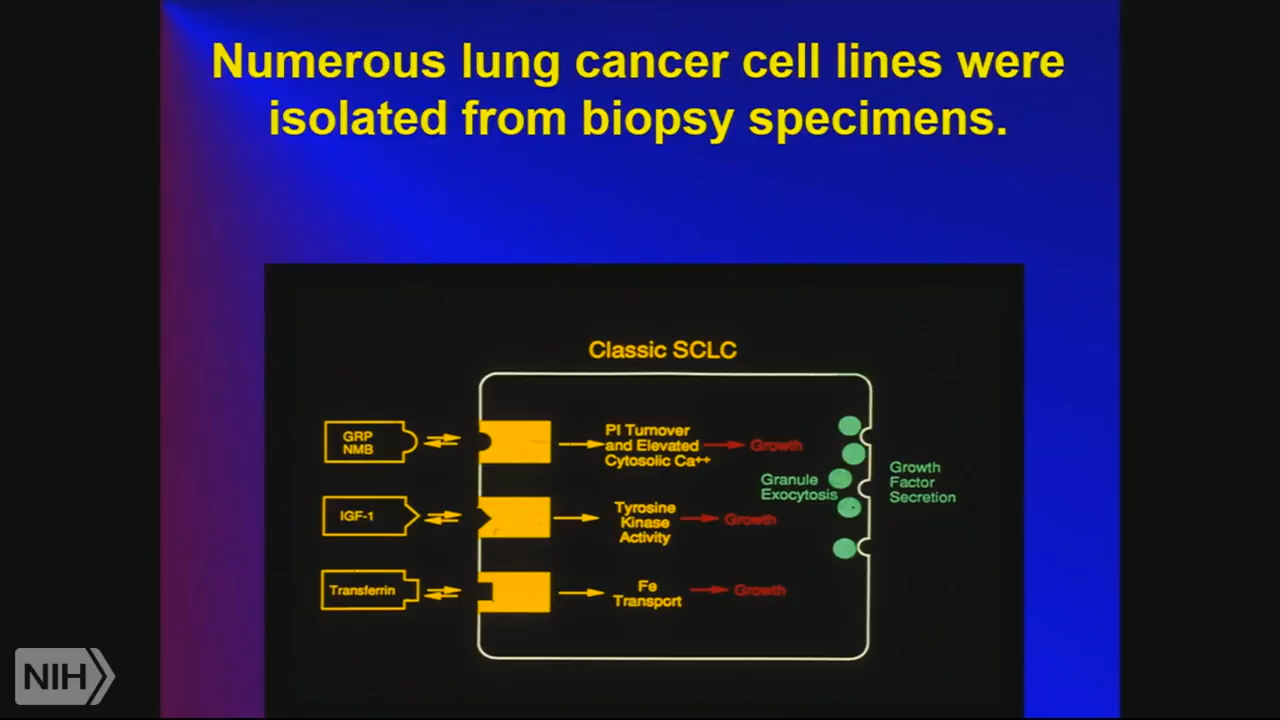 Numerous lung cancer cell lines were
isolated from biopsy specimens.
Classic SCLC
GRP
NMB
PI Turnover
and Elevated
Cytosolic Ca++
Growth
IGF-1
Tyrosine
Kinase
Activity
Growth
Transferrin
Fe
Transport
Growth
Granule
Exocytosis
Growth
Factor
Secretion
NIH